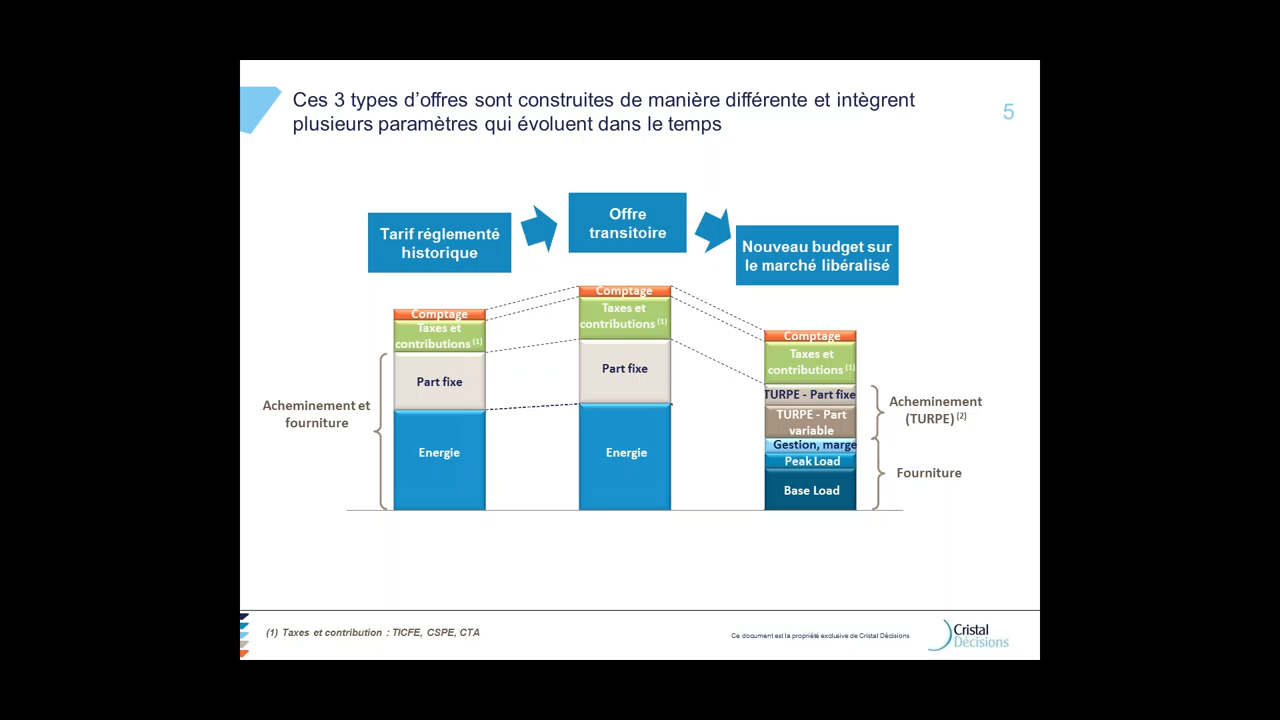 Ces 3 types d’offres sont construites de manière différente et intègrent
plusieurs paramètres qui évoluent dans le temps
5
Tarif réglementé
historique
Offre
transitoire
Nouveau budget sur
le marché libéralisé
Comptage
Taxes et
contributions (1)
Part fixe
Energie
Acheminement et
fourniture
Comptage
Taxes et
contributions (1)
Part fixe
Energie
Comptage
Taxes et
contributions (1)
TURPE - Part fixe
TURPE - Part
variable
Gestion, marge
Peak Load
Base Load
Acheminement
(TURPE) (2)
Fourniture
(1) Taxes et contribution : TICFE, CSPE, CTA
Ce document est la propriété exclusive de Cristal Décisions
Cristal
Décisions